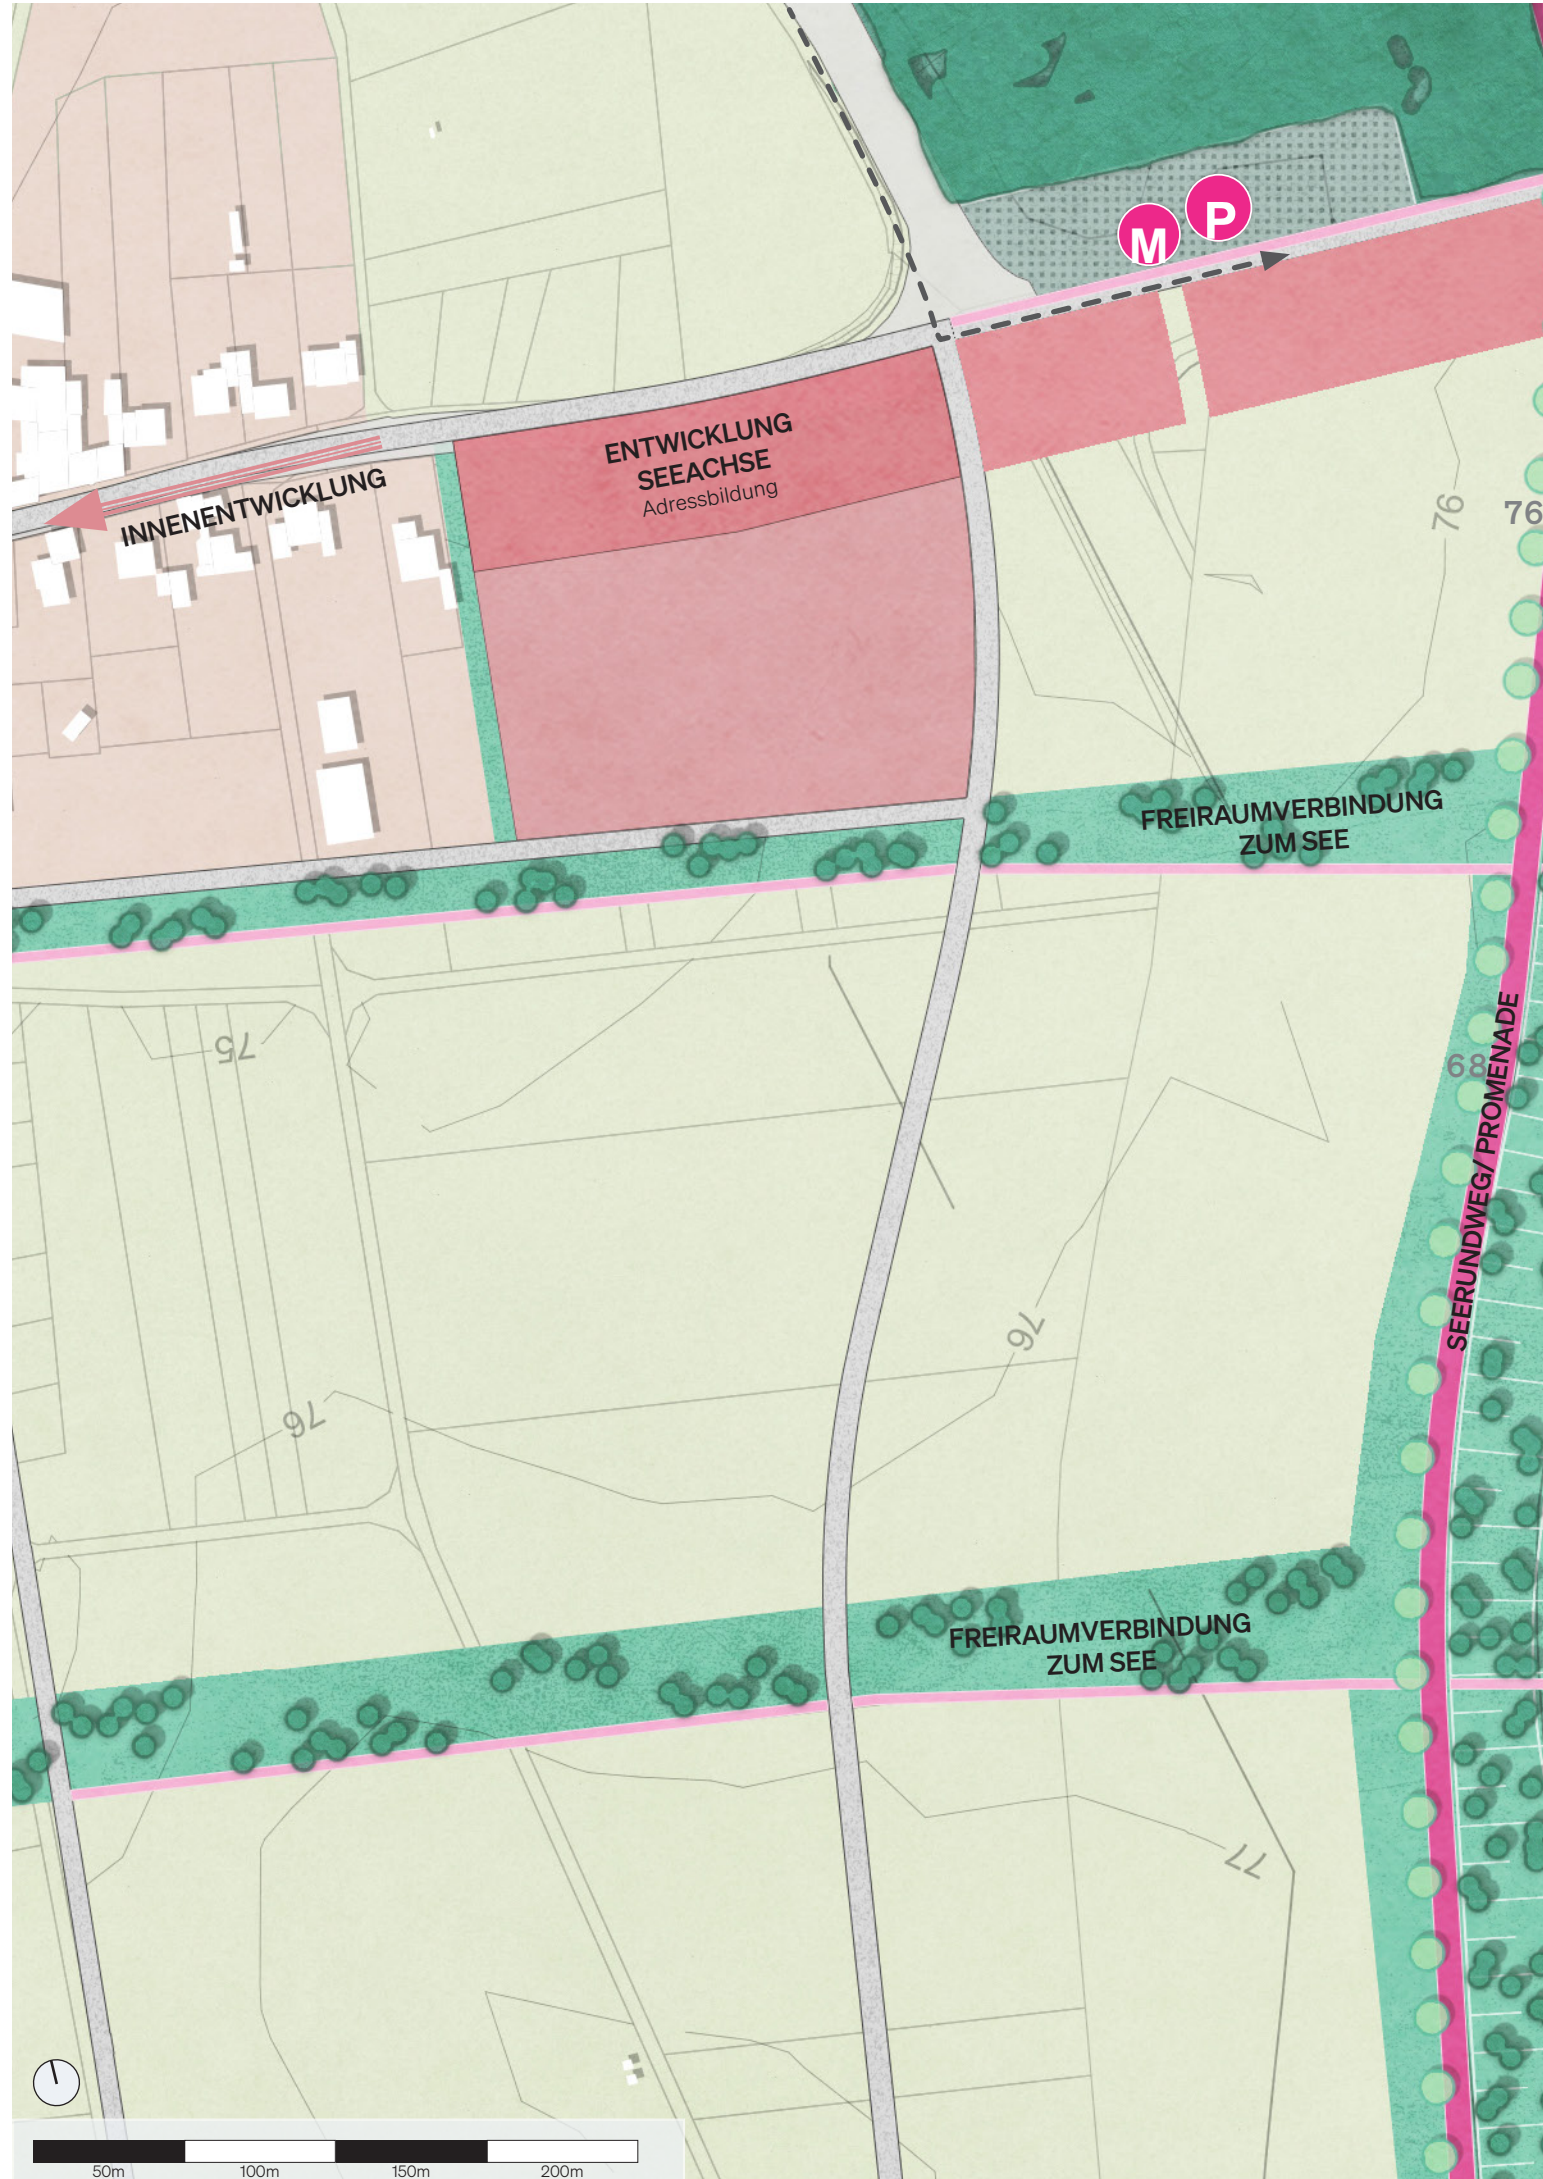 M
P
ENTWICKLUNG
SEEACHSE
Adressbildung
INNENENTWICKLUNG
76
76
FREIRAUMVERBINDUNG
ZUM SEE
75
68
SEERUNDWEG/ PROMENADE
76
76
FREIRAUMVERBINDUNG
ZUM SEE
77
50m
100m
150m
200m